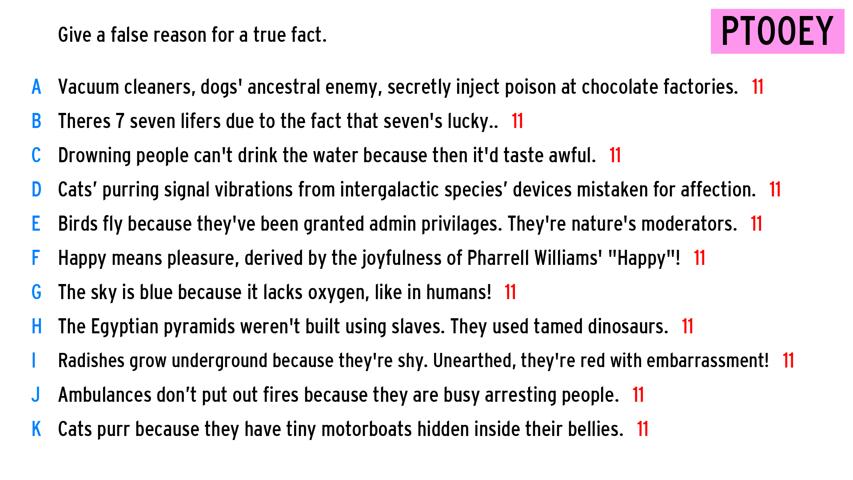 Give a false reason for a true fact.
PTOOEY
A Vacuum cleaners, dogs' ancestral enemy, secretly inject poison at chocolate factories. 11
B Theres 7 seven lifers due to the fact that seven's lucky.. 11
C Drowning people can't drink the water because then it'd taste awful. 11
D Cats’ purring signal vibrations from intergalactic species’ devices mistaken for affection. 11
E Birds fly because they've been granted admin privilages. They're nature's moderators. 11
F Happy means pleasure, derived by the joyfulness of Pharrell Williams' "Happy"! 11
G The sky is blue because it lacks oxygen, like in humans! 11
H The Egyptian pyramids weren't built using slaves. They used tamed dinosaurs. 11
I Radishes grow underground because they're shy. Unearthed, they're red with embarrassment! 11
J Ambulances don’t put out fires because they are busy arresting people. 11
K Cats purr because they have tiny motorboats hidden inside their bellies. 11